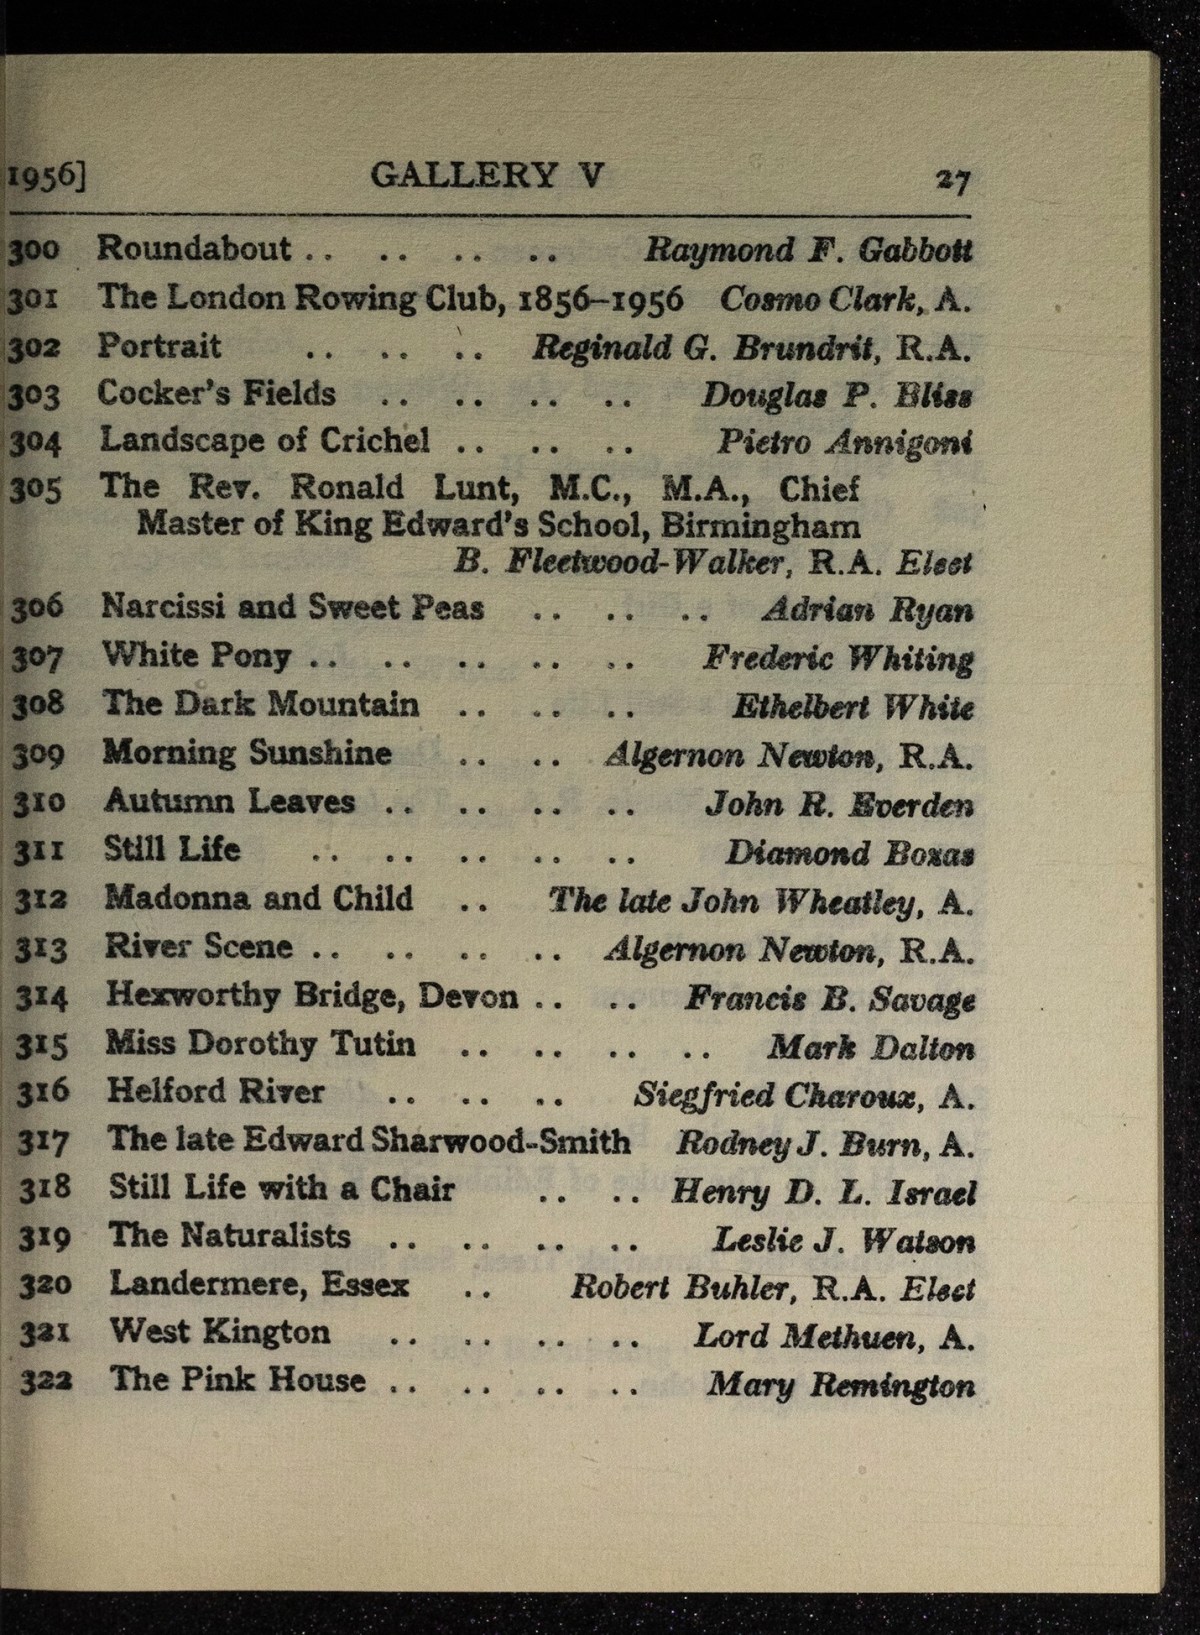 1956] GALLERY V 27
300 Roundabout .. .. .. .. Raymond F. Gabbott
301 The London Rowing Club, 1856–1956 Cosmo Clark, A.
302 Portrait .. .. .. Reginald G. Brundrit, R.A.
303 Cocker's Fields .. .. .. .. Douglas P. Bliss
304 Landscape of Crichel .. .. .. Pietro Annigoni
305 The Rev. Ronald Lunt, M.C., M.A., Chief
Master of King Edward's School, Birmingham
B. Fleetwood-Walker, R.A. Elect
306 Narcissi and Sweet Peas .. .. .. Adrian Ryan
307 White Pony .. .. .. .. .. Frederic Whiting
308 The Dark Mountain .. .. .. Ethelbert White
309 Morning Sunshine .. .. Algernon Newton, R.A.
310 Autumn Leaves .. .. .. .. John R. Everden
311 Still Life .. .. .. .. .. Diamond Boxas
312 Madonna and Child .. The late John Wheatley, A.
313 River Scene .. .. .. .. Algernon Newton, R.A.
314 Hexworthy Bridge, Devon .. .. Francis B. Savage
315 Miss Dorothy Tutin .. .. .. .. Mark Dalton
316 Helford River .. .. .. Siegfried Charoux, A.
317 The late Edward Sharwood-Smith Rodney J. Burn, A.
318 Still Life with a Chair .. .. Henry D. L. Israel
319 The Naturalists .. .. .. .. Leslie J. Watson
320 Landermere, Essex .. Robert Buhler, R.A. Elect
321 West Kington .. .. .. .. Lord Methuen, A.
322 The Pink House .. .. .. .. Mary Remington